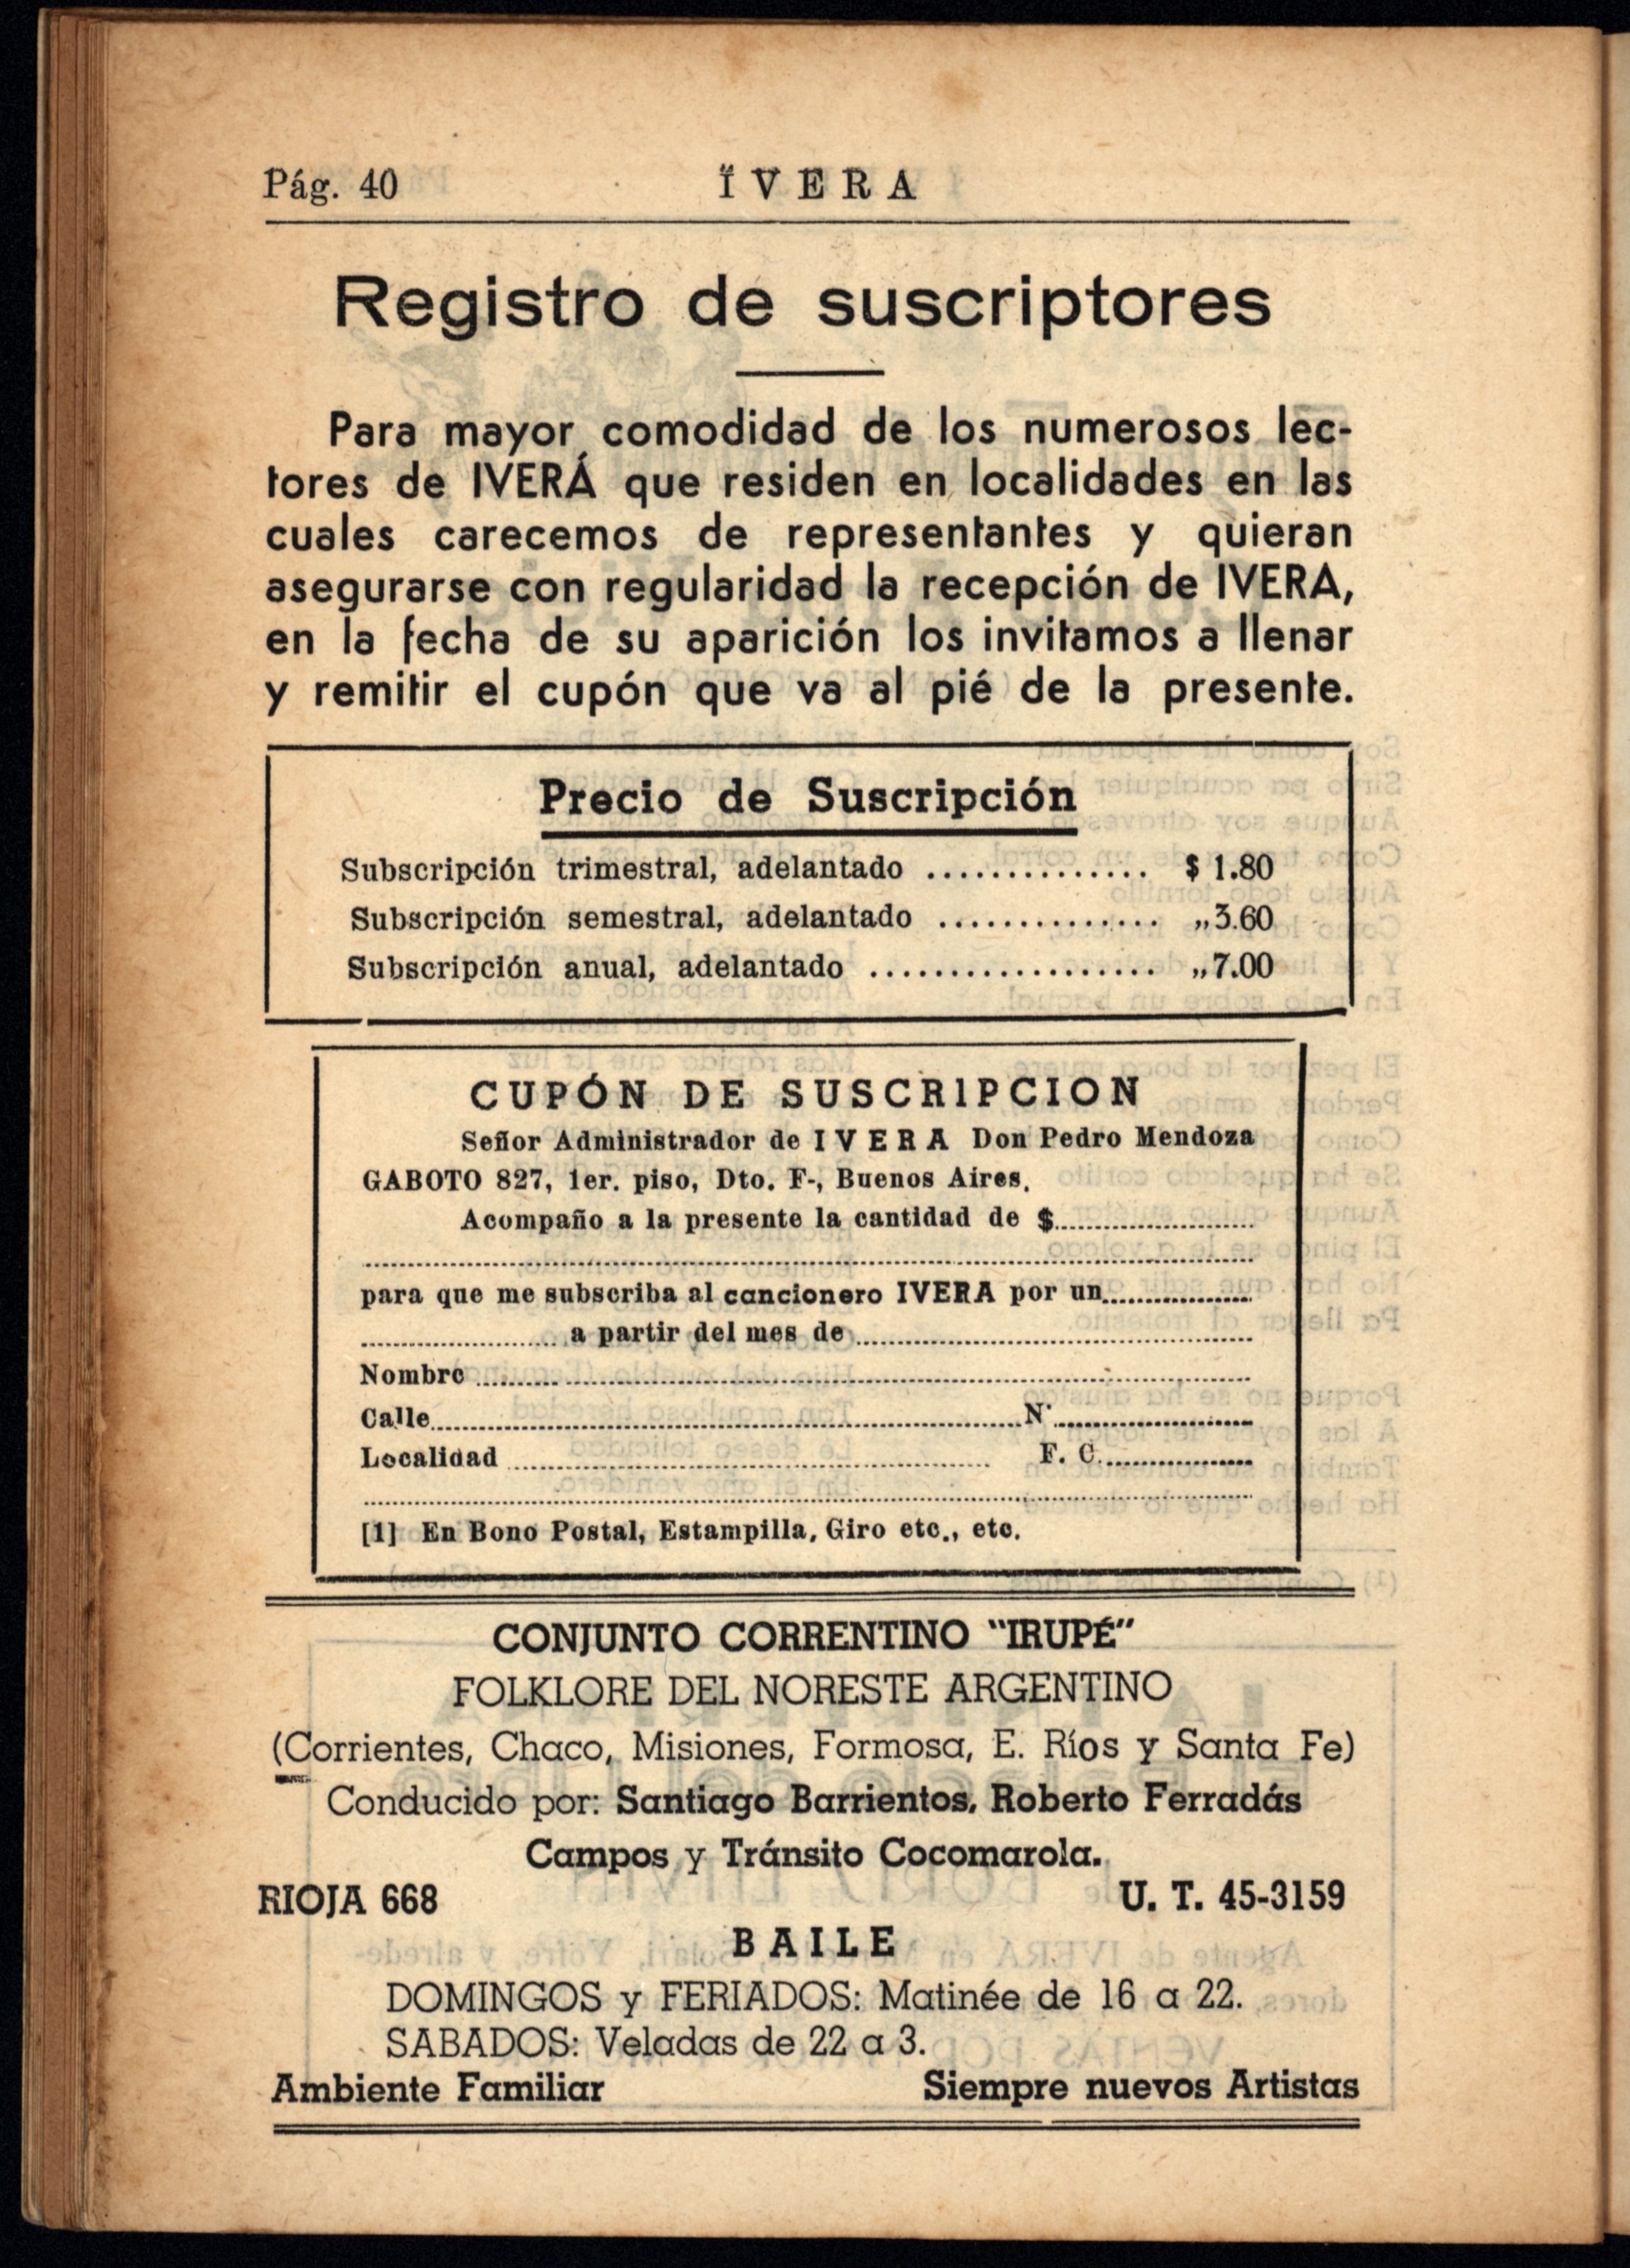 Pág. 40
ÏVERA
Registro de suscriptores
Para mayor comodidad de los numerosos lec-
tores de IVERÁ que residen en localidades en las
cuales carecemos de representantes y quieran
asegurarse con regularidad la recepción de IVERA,
en la fecha de su aparición los invitamos a llenar
y remitir el cupón que va al pié de la presente.
Precio de Suscripción
Subscripción trimestral, adelantado .............. $ 1.80
Subscripción semestral, adelantado .............. „ 3.60
Subscripción anual, adelantado .................. „ 7.00
CUPÓN DE SUSCRIPCION
Señor Administrador de IVERA Don Pedro Mendoza
GABOTO 827, 1er. piso, Dto. F-, Buenos Aires.
Acompaño a la presente la cantidad de $
para que me subscriba al cancionero IVERA por un
a partir del mes de
Nombre
Calle N°
Localidad F. C.
[1] En Bono Postal, Estampilla, Giro etc., etc.
CONJUNTO CORRENTINO "IRUPÉ"
FOLKLORE DEL NORESTE ARGENTINO
(Corrientes, Chaco, Misiones, Formosa, E. Ríos y Santa Fe)
Conducido por: Santiago Barrientos, Roberto Ferradás
Campos y Tránsito Cocomarola.
RIOJA 668 U. T. 45-3159
BAILE
DOMINGOS y FERIADOS: Matinée de 16 a 22.
SABADOS: Veladas de 22 a 3.
Ambiente Familiar Siempre nuevos Artistas